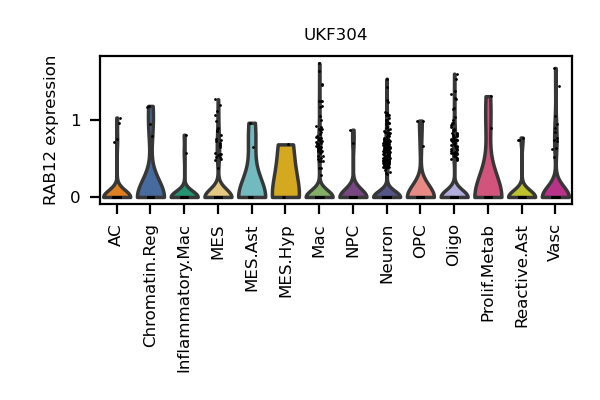 UKF304
RAB12 expression
1
0
AC
Chromatin.Reg
Inflammatory.Mac
MES
MES.Ast
MES.Hyp
Mac
NPC
Neuron
OPC
Oligo
Prolif.Metab
Reactive.Ast
Vasc